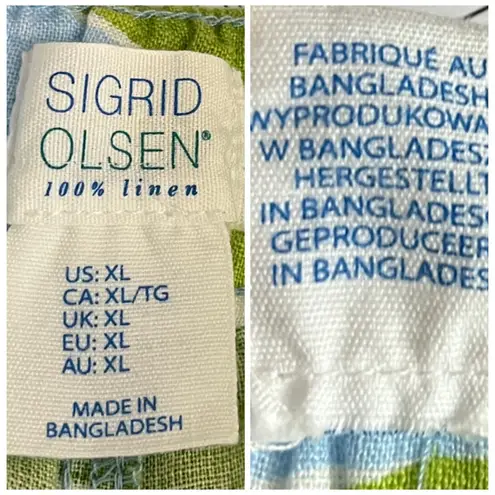 SIGRID
OLSEN®
100% linen
US: XL
CA: XL/TG
UK: XL
EU: XL
AU: XL
MADE IN
BANGLADESH
FABRIQUÉ AU
BANGLADESH
WYPRODUKOWA
W BANGLADESZ
HERGESTELLT
IN BANGLADES
GEPRODUCEER
IN BANGLADES